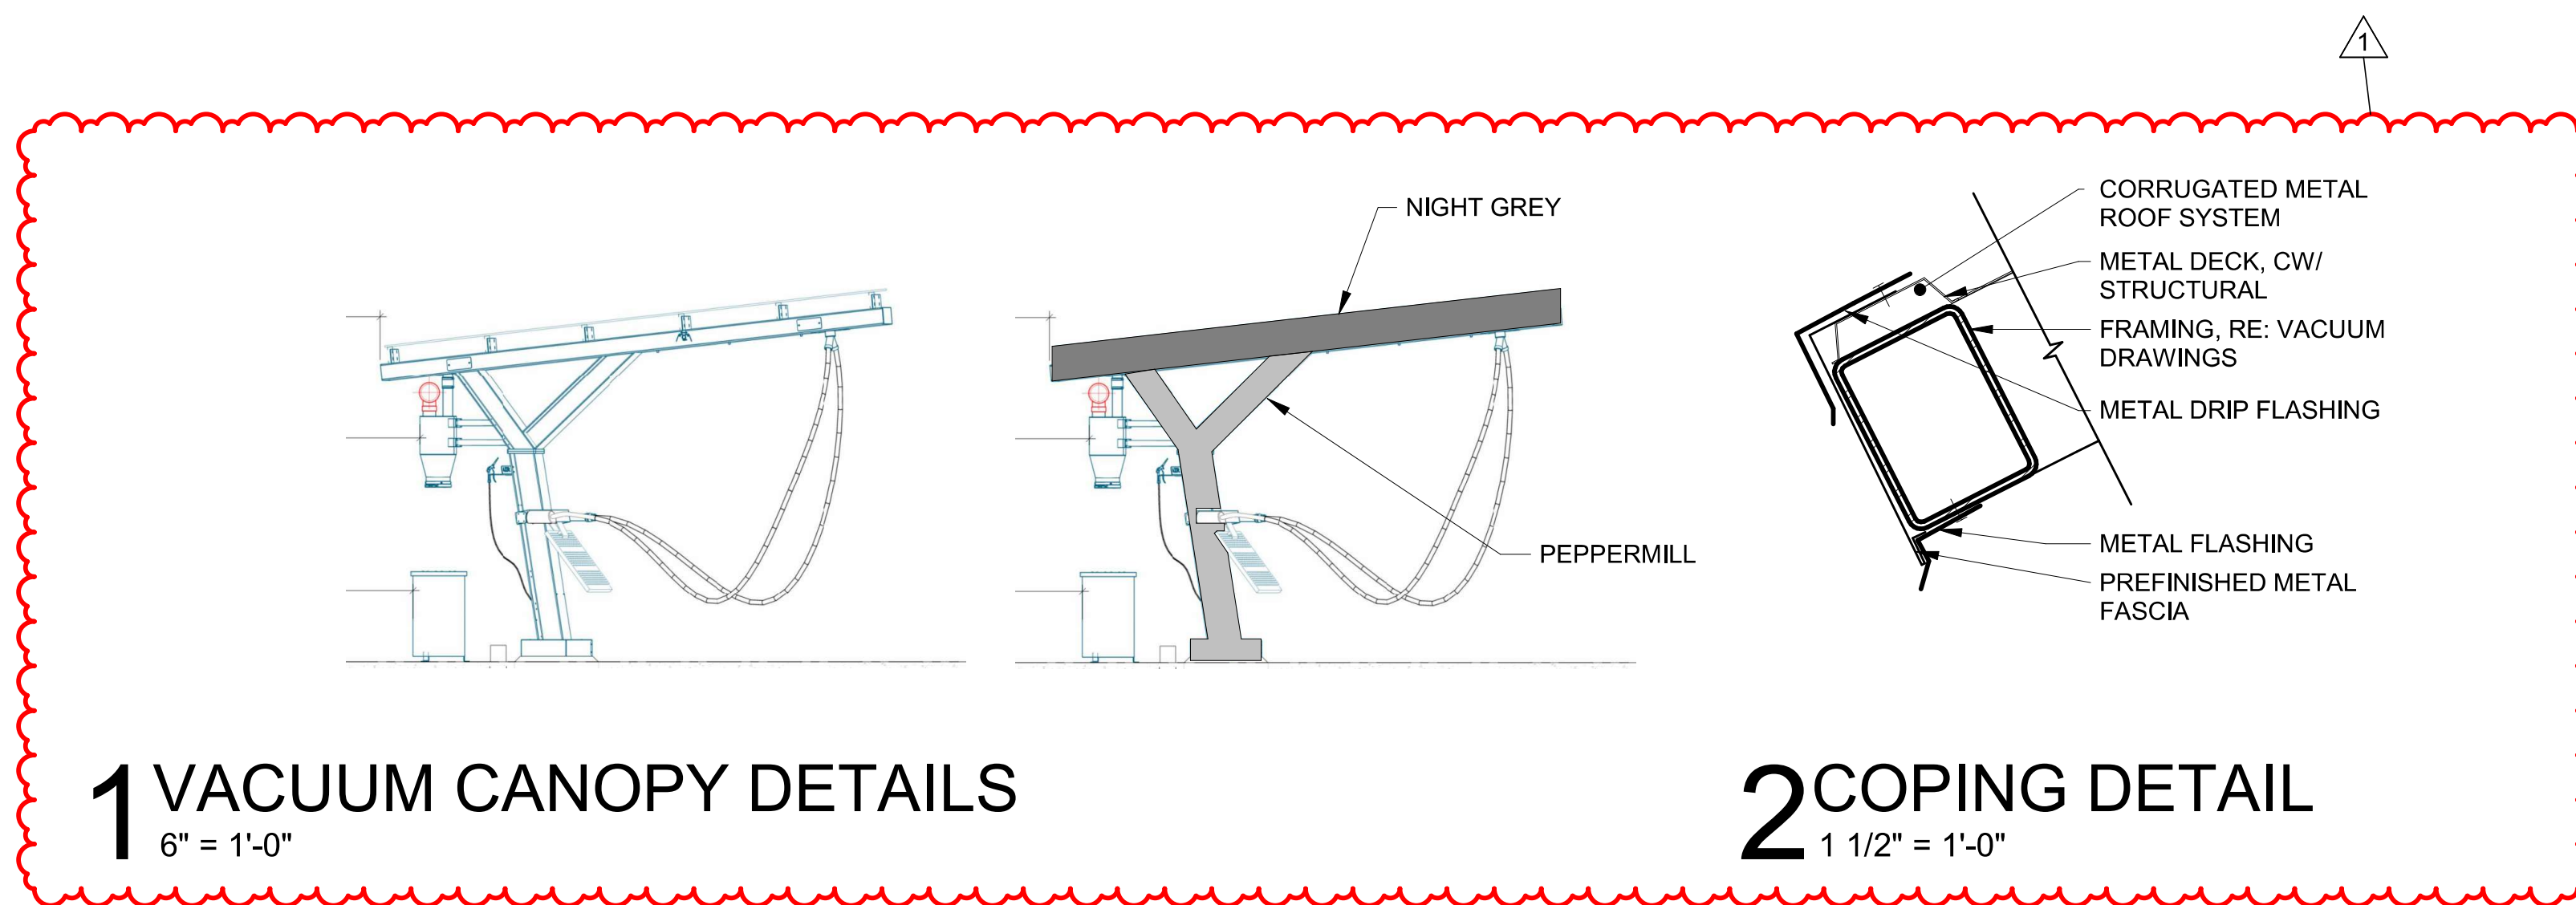 1
NIGHT GREY
PEPPERMILL
CORRUGATED METAL
ROOF SYSTEM
METAL DECK, CW/
STRUCTURAL
FRAMING, RE: VACUUM
DRAWINGS
METAL DRIP FLASHING
METAL FLASHING
PREFINISHED METAL
FASCIA
1 VACUUM CANOPY DETAILS
6" = 1'-0"
2 COPING DETAIL
1 1/2" = 1'-0"